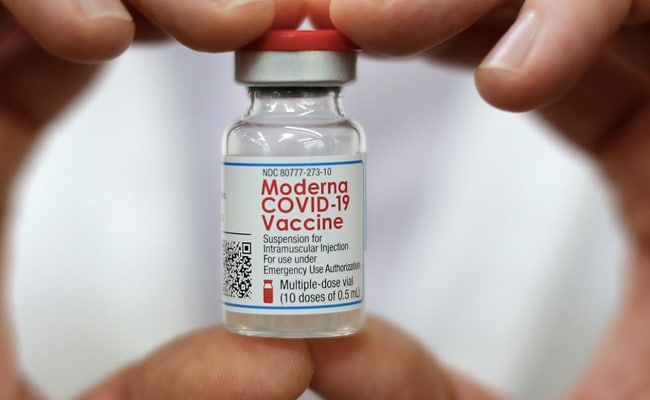 NDC 80777-273-10
Moderna
COVID-19
Vaccine
Suspension for
Intramuscular Injection
For use under
Emergency Use Authorization
Multiple-dose vial
(10 doses of 0.5 mL)